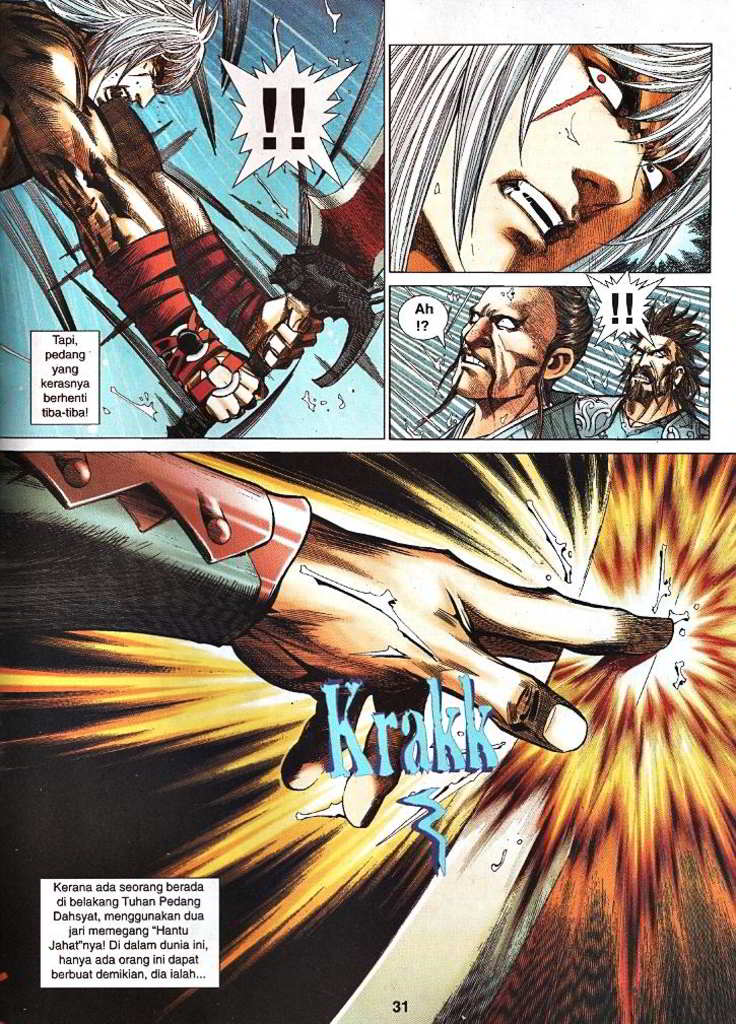 !!
Tapi,
pedang
yang
kerasnya
berhenti
tiba-tiba!
Ah
!?
!!
Krakk
Kerana ada seorang berada
di belakang Tuhan Pedang
Dahsyat, menggunakan dua
jari memegang "Hantu
Jahat"nya! Di dalam dunia ini,
hanya ada orang ini dapat
berbuat demikian, dia ialah...
31